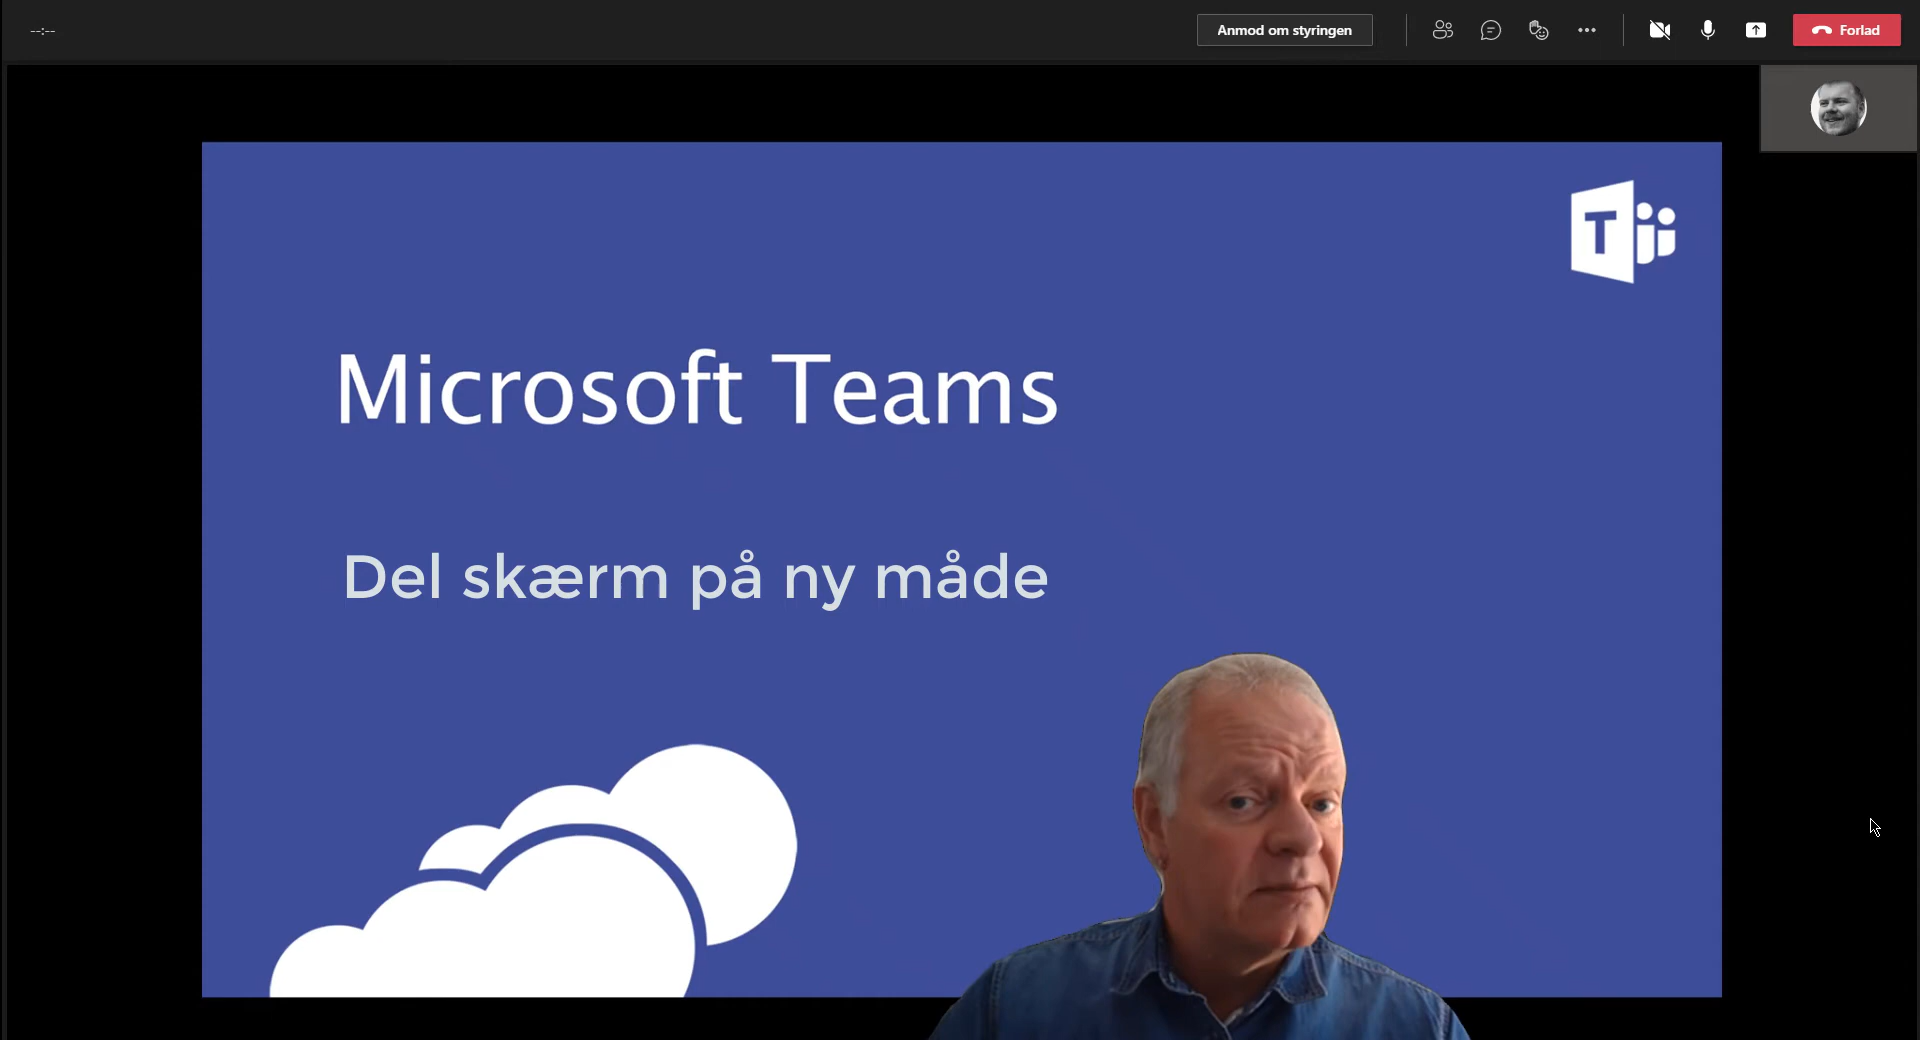 --:--
Anmod om styringen
Forlad
T
Microsoft Teams
Del skærm på ny måde